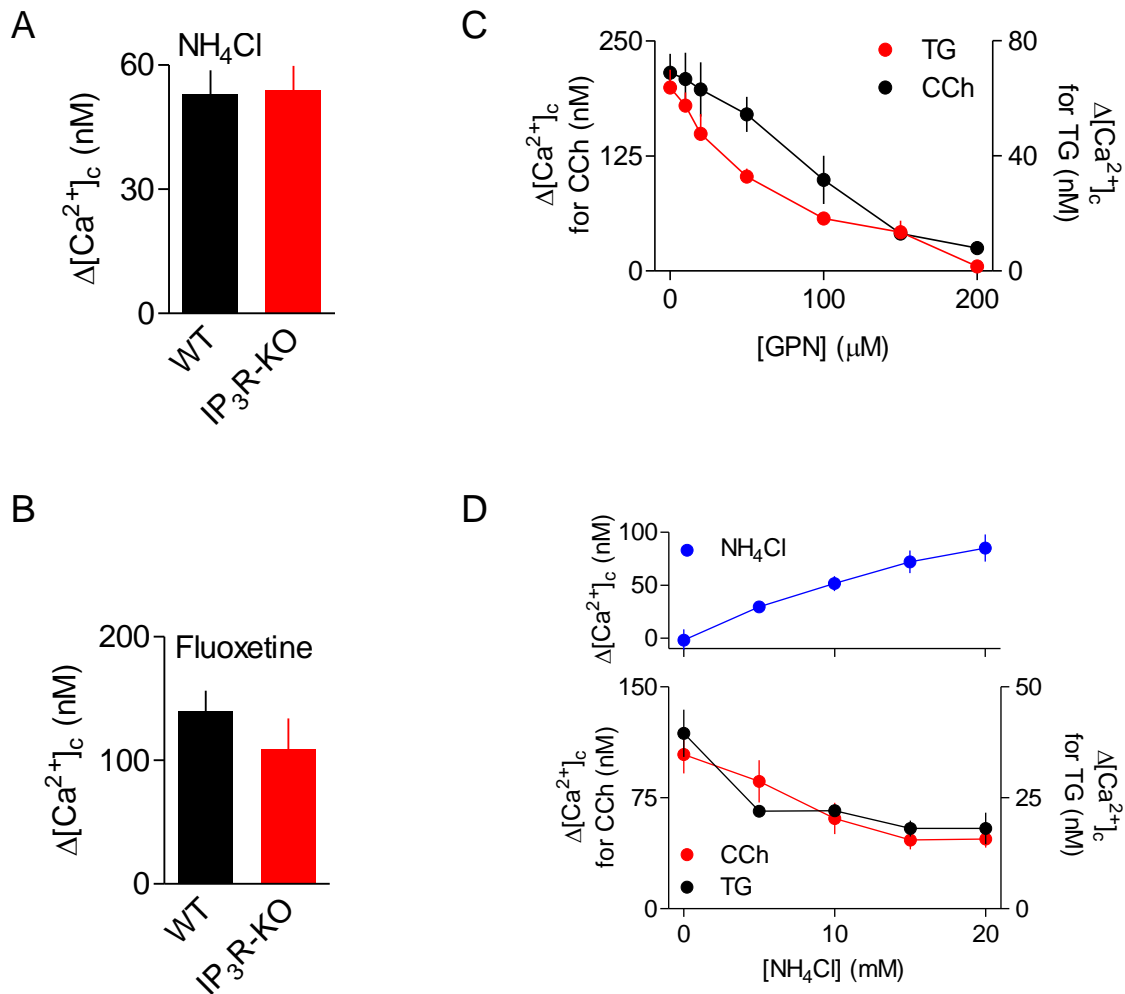 A
NH₄Cl
Δ[Ca²⁺]c (nM)
60
30
0
WT
IP₃R-KO
B
Fluoxetine
Δ[Ca²⁺]c (nM)
200
100
0
WT
IP₃R-KO
C
Δ[Ca²⁺]c
for CCh (nM)
250
125
0
TG
CCh
80
40
0
Δ[Ca²⁺]c
for TG (nM)
0
100
200
[GPN] (μM)
D
Δ[Ca²⁺]c (nM)
100
50
0
NH₄Cl
Δ[Ca²⁺]c
for CCh (nM)
150
75
0
CCh
TG
50
25
0
Δ[Ca²⁺]c
for TG (nM)
0
10
20
[NH₄Cl] (mM)